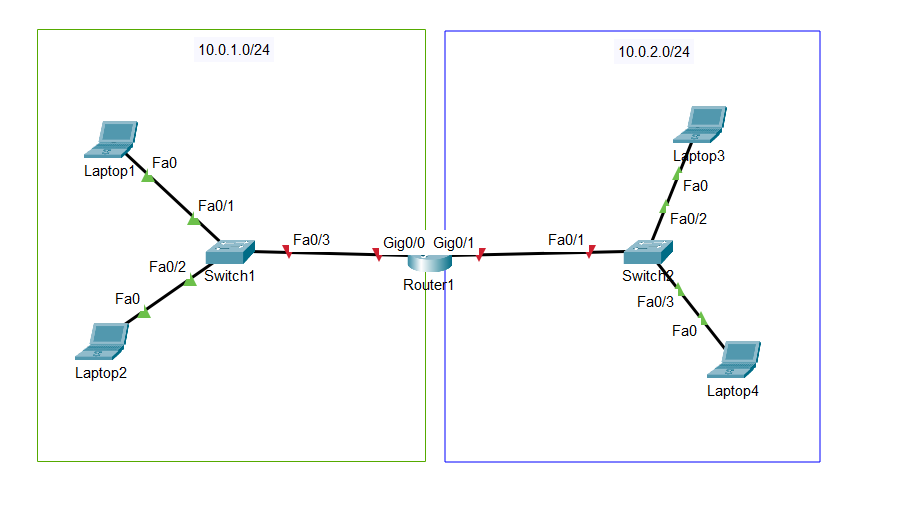 10.0.1.0/24
10.0.2.0/24
Laptop1
Fa0
Fa0/1
Fa0/2
Fa0
Laptop2
Switch1
Fa0/3
Gig0/0
Gig0/1
Router1
Fa0/1
Switch2
Laptop3
Fa0
Fa0/2
Fa0/3
Fa0
Laptop4